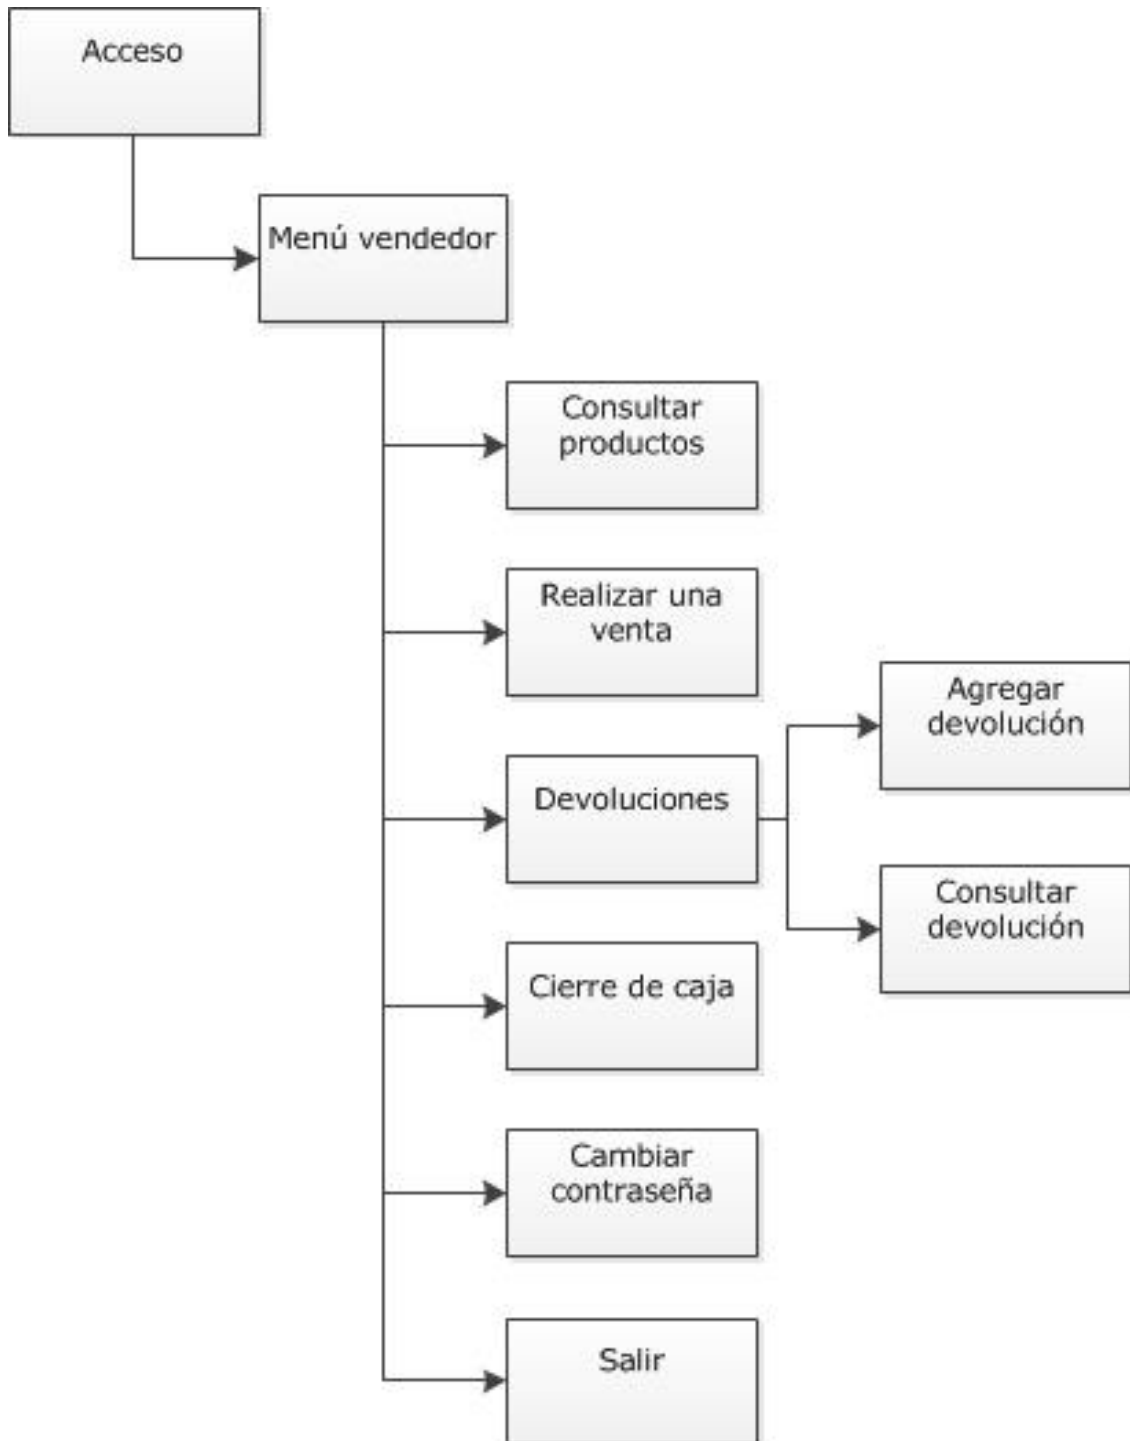 Acceso
Menú vendedor
Consultar
productos
Realizar una
venta
Agregar
devolución
Devoluciones
Consultar
devolución
Cierre de caja
Cambiar
contraseña
Salir